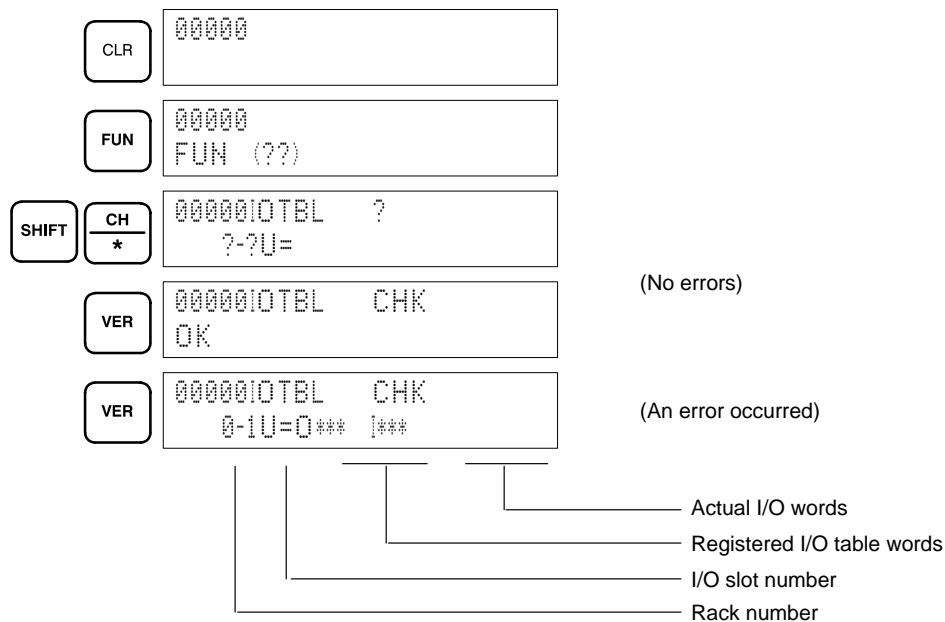 CLR
00000
FUN
00000
FUN (??)
SHIFT
CH
*
00000IOTBL ?
?-?U=
VER
00000IOTBL CHK
OK
(No errors)
VER
00000IOTBL CHK
0-1U=O*** I***
(An error occurred)
Actual I/O words
Registered I/O table words
I/O slot number
Rack number